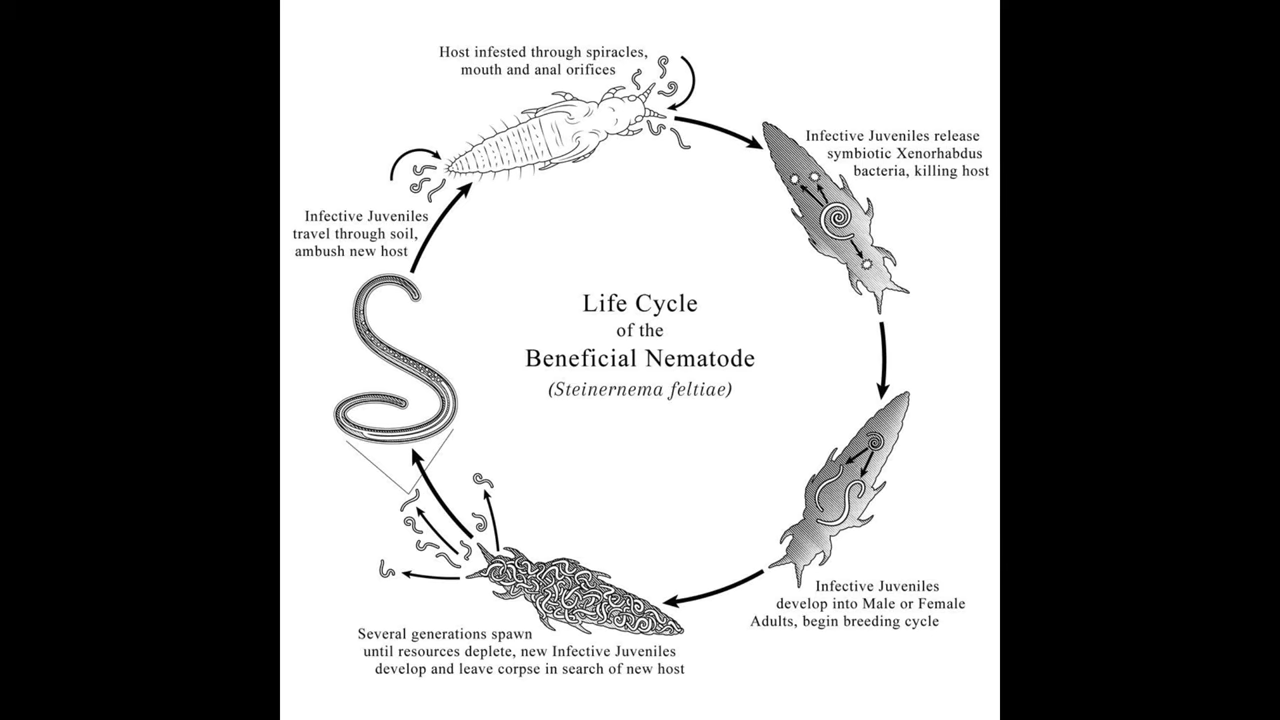 Host infested through spiracles,
mouth and anal orifices
Infective Juveniles release
symbiotic Xenorhabdus
bacteria, killing host
Infective Juveniles
travel through soil,
ambush new host
Life Cycle
of the
Beneficial Nematode
(Steinernema feltiae)
Infective Juveniles
develop into Male or Female
Adults, begin breeding cycle
Several generations spawn
until resources deplete, new Infective Juveniles
develop and leave corpse in search of new host